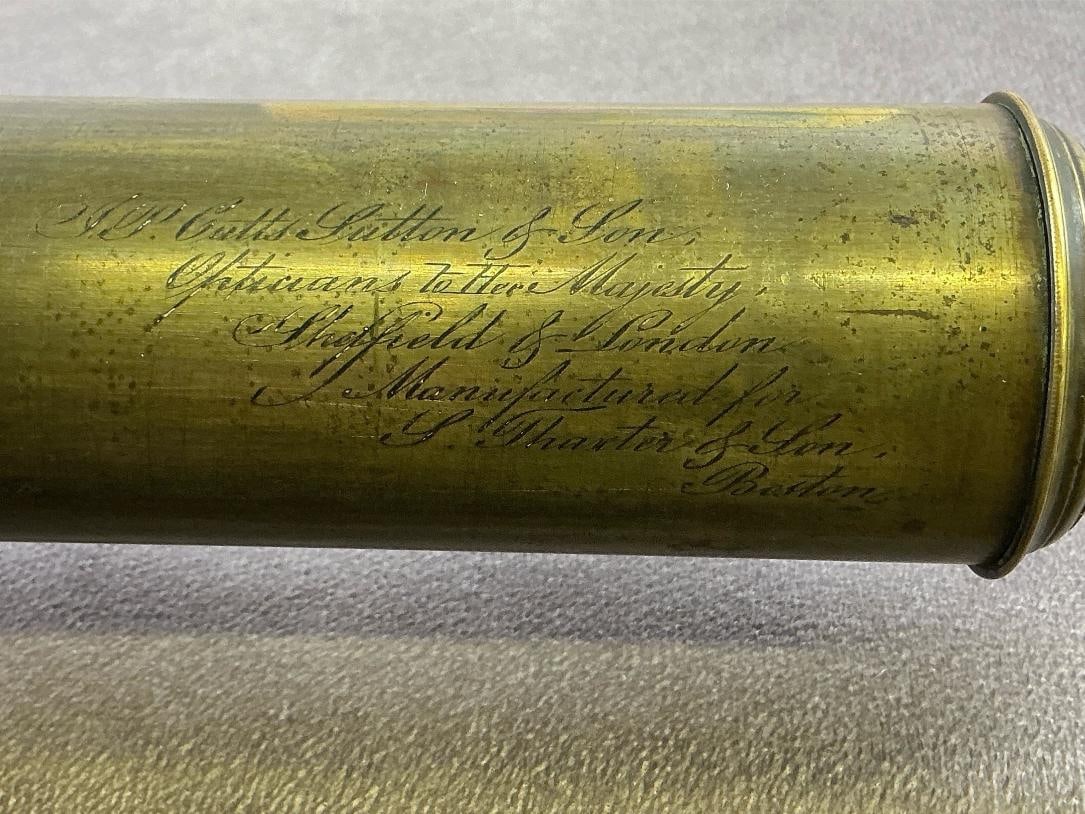 J.P. Cutts Sutton & Son,
Opticians to Her Majesty,
Sheffield & London
Manufactured for
S. Thaxter & Son,
Boston